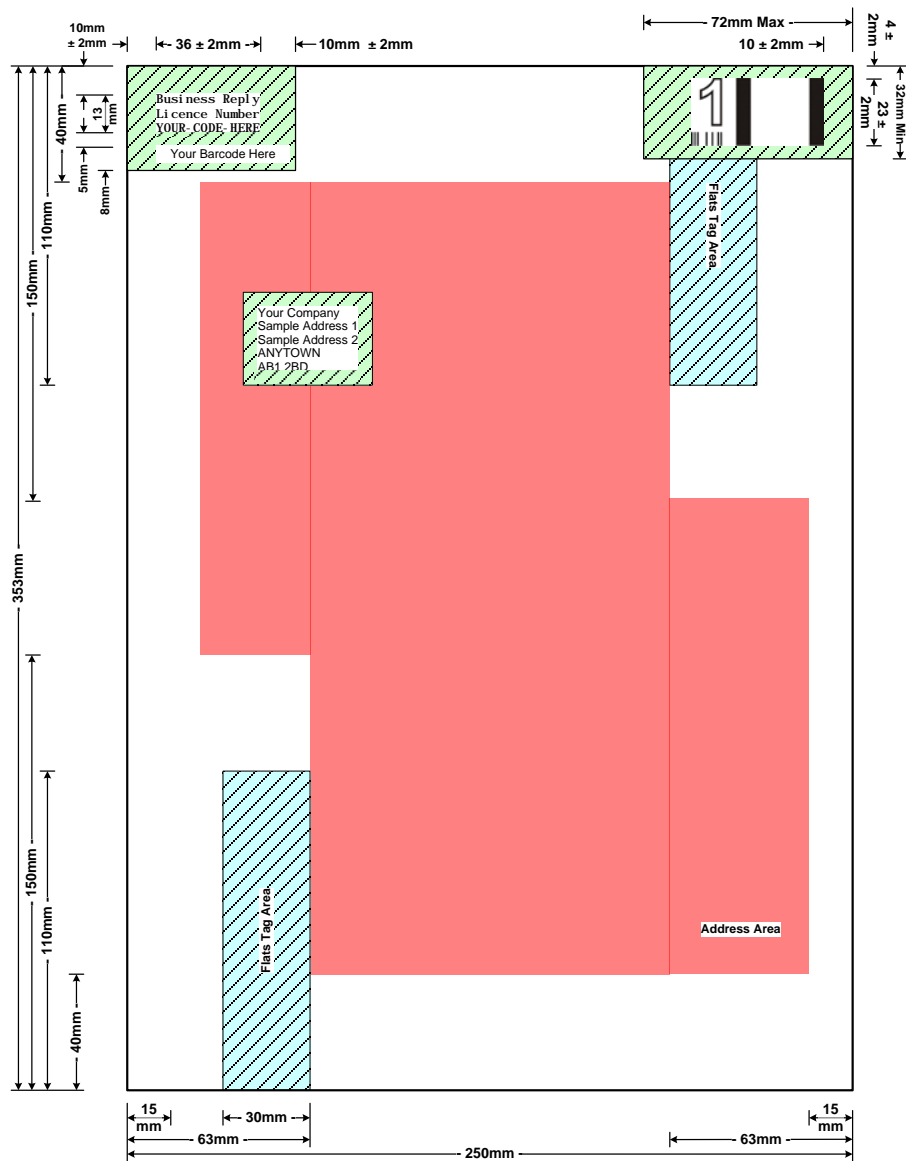 10mm
± 2mm
- 36 ± 2mm -
10mm ± 2mm
- 72mm Max -
10 ± 2mm
4 ±
2mm
- 32mm Min -
- 23 ±
2mm
- 40mm -
13
mm
5mm
8mm
- 110mm -
- 150mm -
- 353mm -
Business Reply
Licence Number
YOUR-CODE-HERE
Your Barcode Here
1
Flats Tag Area
Your Company
Sample Address 1
Sample Address 2
ANYTOWN
AB1 2BD
- 150mm -
- 110mm -
- 40mm -
Flats Tag Area
Address Area
15
mm
- 30mm -
- 63mm -
- 250mm -
- 63mm -
15
mm